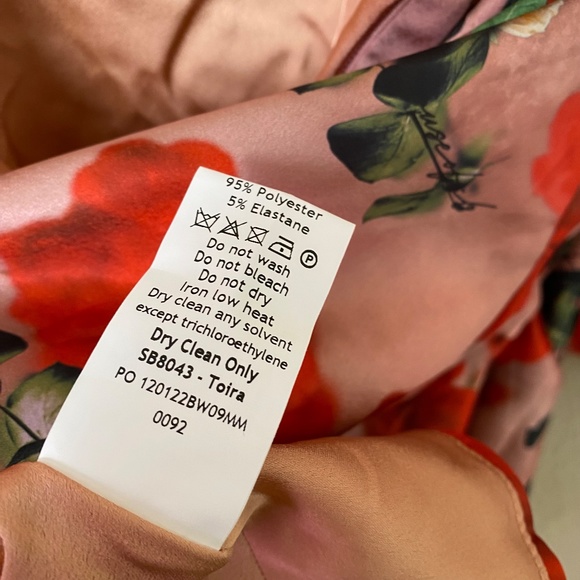 95% Polyester
5% Elastane
P
Do not wash
Do not bleach
Do not dry
Iron low heat
Dry clean any solvent
except trichloroethylene
Dry Clean Only
SB8043 - Toira
PO 120122BW09MM
0092